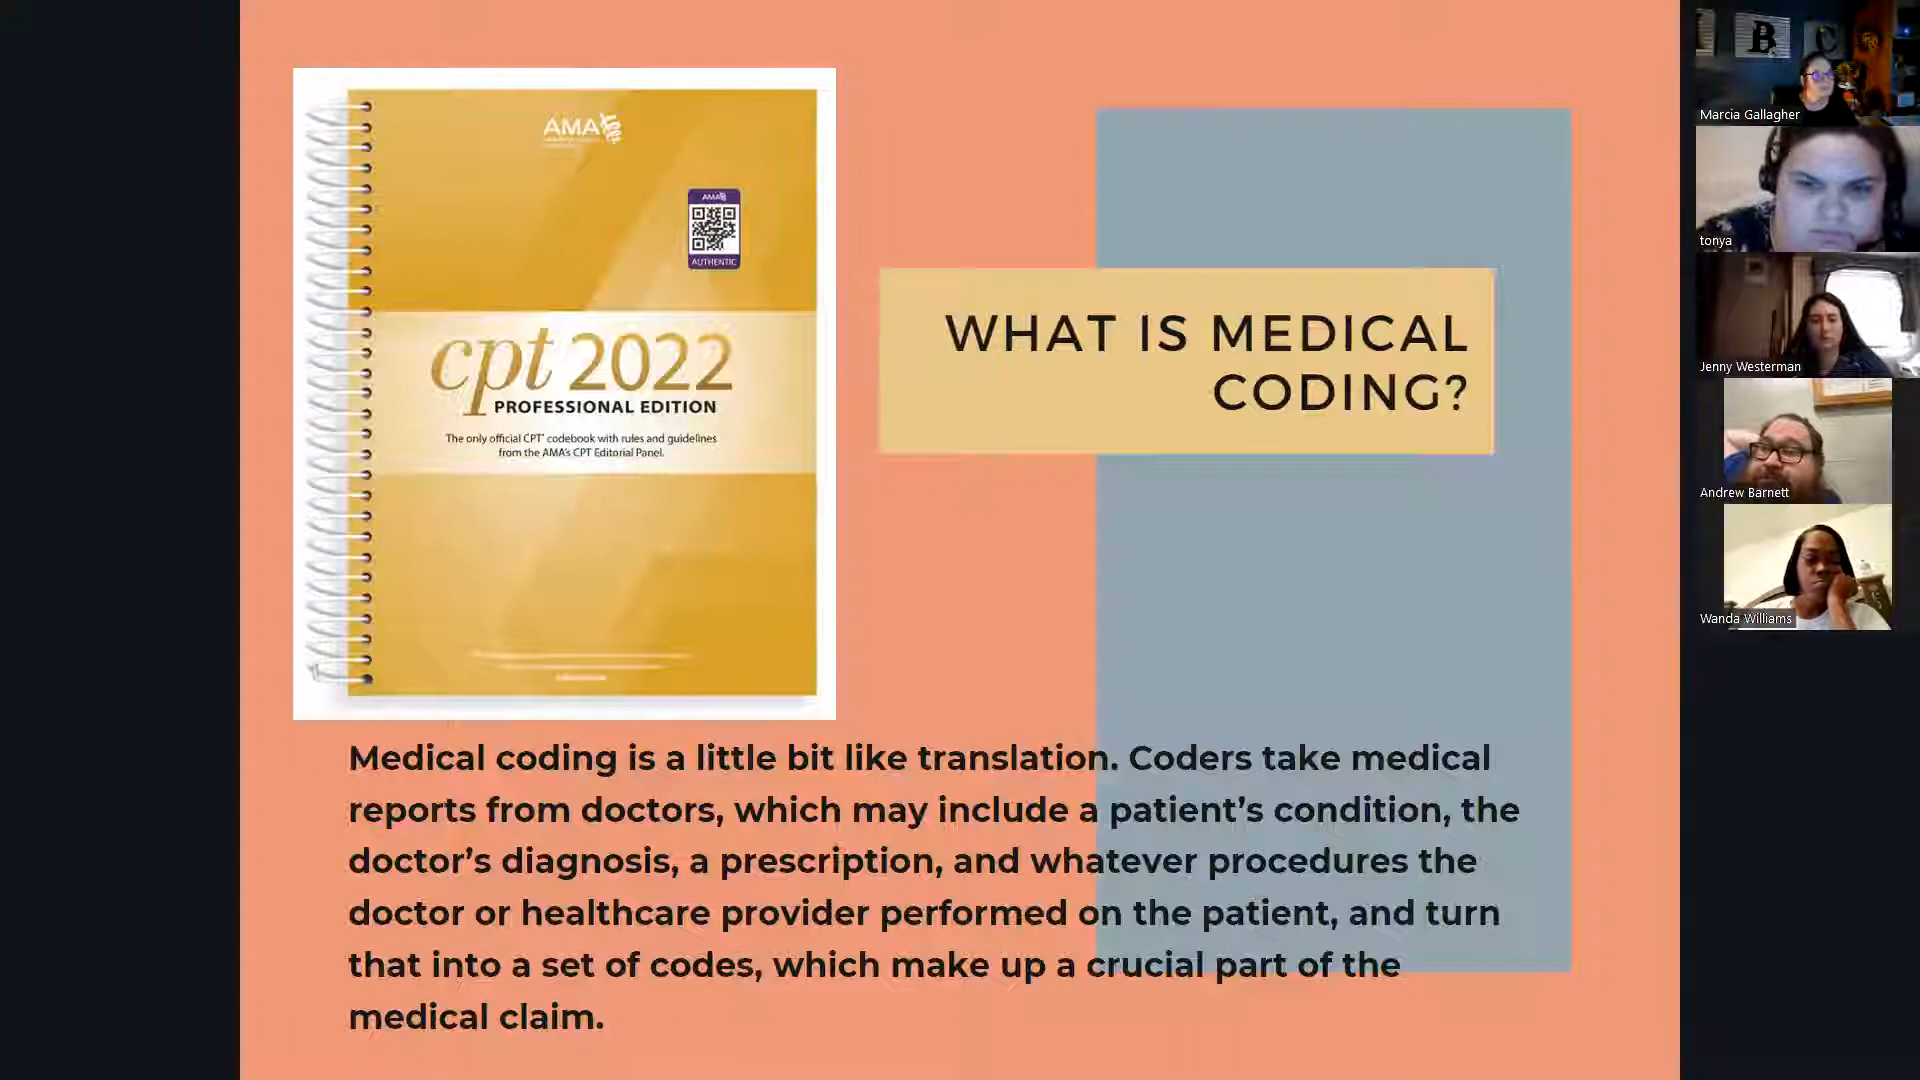 AMA
AMA
AUTHENTIC
cpt 2022
PROFESSIONAL EDITION
The only official CPT® codebook with rules and guidelines
from the AMA's CPT Editorial Panel.
WHAT IS MEDICAL
CODING?
Medical coding is a little bit like translation. Coders take medical
reports from doctors, which may include a patient’s condition, the
doctor’s diagnosis, a prescription, and whatever procedures the
doctor or healthcare provider performed on the patient, and turn
that into a set of codes, which make up a crucial part of the
medical claim.
B C
Marcia Gallagher
tonya
Jenny Westerman
Andrew Barnett
Wanda Williams